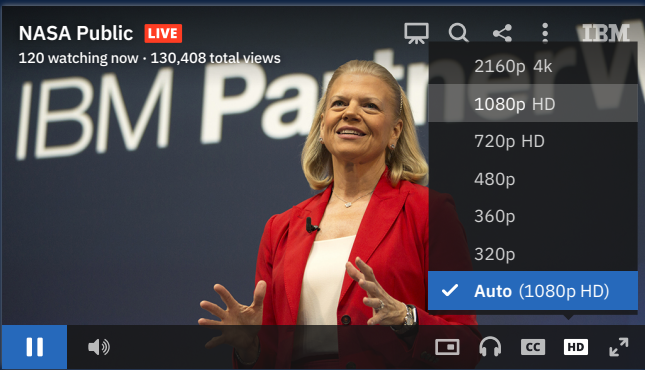 NASA Public LIVE
IBM
120 watching now · 130,408 total views
IBM PartnerW
2160p 4k
1080p HD
720p HD
480p
360p
320p
Auto (1080p HD)
CC
HD